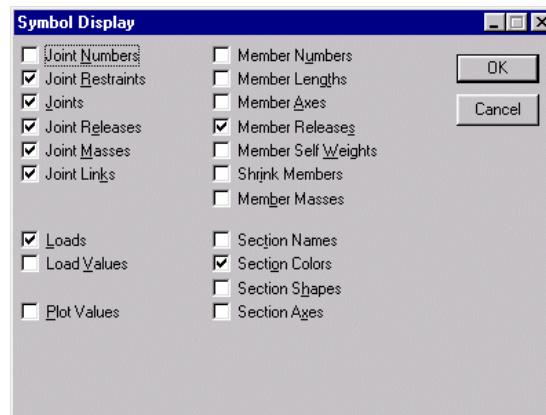 Symbol Display
Joint Numbers
Joint Restraints
Joints
Joint Releases
Joint Masses
Joint Links
Loads
Load Values
Plot Values
Member Numbers
Member Lengths
Member Axes
Member Releases
Member Self Weights
Shrink Members
Member Masses
Section Names
Section Colors
Section Shapes
Section Axes
OK
Cancel